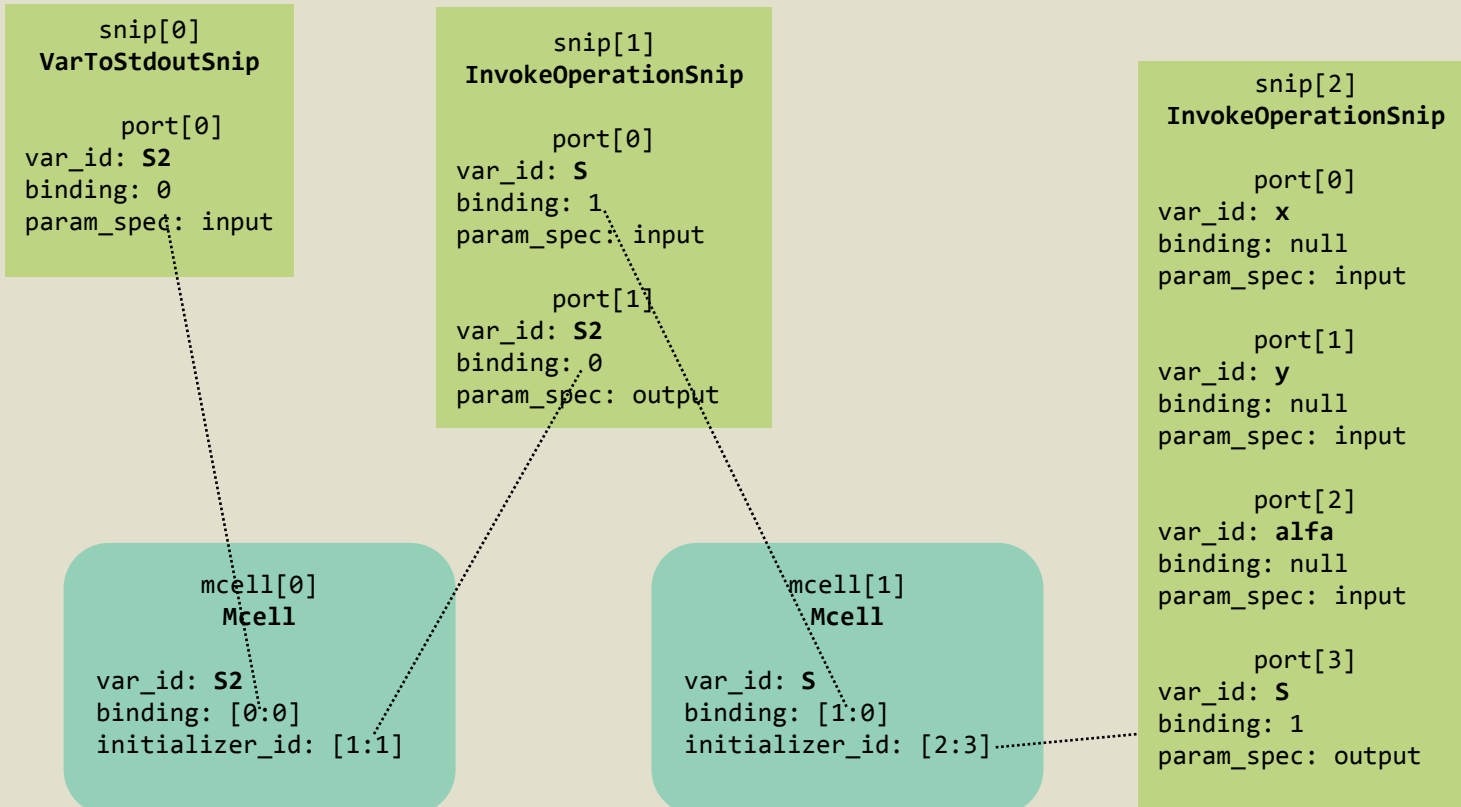 snip[0]
VarToStdoutSnip
port[0]
var_id: S2
binding: 0
param_spec: input
snip[1]
InvokeOperationSnip
port[0]
var_id: S
binding: 1
param_spec: input
port[1]
var_id: S2
binding: 0
param_spec: output
snip[2]
InvokeOperationSnip
port[0]
var_id: x
binding: null
param_spec: input
port[1]
var_id: y
binding: null
param_spec: input
port[2]
var_id: alfa
binding: null
param_spec: input
port[3]
var_id: S
binding: 1
param_spec: output
mcell[0]
Mcell
var_id: S2
binding: [0:0]
initializer_id: [1:1]
mcell[1]
Mcell
var_id: S
binding: [1:0]
initializer_id: [2:3]